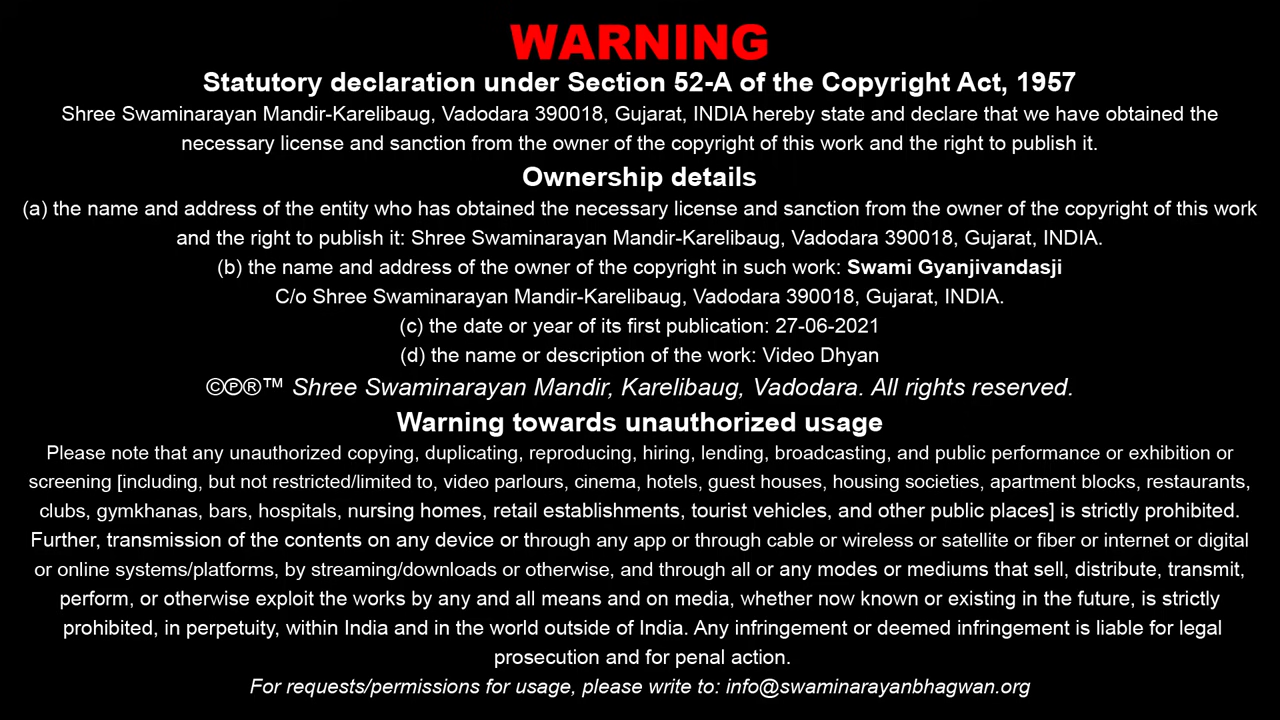 WARNING
Statutory declaration under Section 52-A of the Copyright Act, 1957
Shree Swaminarayan Mandir-Karelibaug, Vadodara 390018, Gujarat, INDIA hereby state and declare that we have obtained the
necessary license and sanction from the owner of the copyright of this work and the right to publish it.
Ownership details
(a) the name and address of the entity who has obtained the necessary license and sanction from the owner of the copyright of this work
and the right to publish it: Shree Swaminarayan Mandir-Karelibaug, Vadodara 390018, Gujarat, INDIA.
(b) the name and address of the owner of the copyright in such work: Swami Gyanjivandasji
C/o Shree Swaminarayan Mandir-Karelibaug, Vadodara 390018, Gujarat, INDIA.
(c) the date or year of its first publication: 27-06-2021
(d) the name or description of the work: Video Dhyan
©℗®™ Shree Swaminarayan Mandir, Karelibaug, Vadodara. All rights reserved.
Warning towards unauthorized usage
Please note that any unauthorized copying, duplicating, reproducing, hiring, lending, broadcasting, and public performance or exhibition or
screening [including, but not restricted/limited to, video parlours, cinema, hotels, guest houses, housing societies, apartment blocks, restaurants,
clubs, gymkhanas, bars, hospitals, nursing homes, retail establishments, tourist vehicles, and other public places] is strictly prohibited.
Further, transmission of the contents on any device or through any app or through cable or wireless or satellite or fiber or internet or digital
or online systems/platforms, by streaming/downloads or otherwise, and through all or any modes or mediums that sell, distribute, transmit,
perform, or otherwise exploit the works by any and all means and on media, whether now known or existing in the future, is strictly
prohibited, in perpetuity, within India and in the world outside of India. Any infringement or deemed infringement is liable for legal
prosecution and for penal action.
For requests/permissions for usage, please write to: info@swaminarayanbhagwan.org